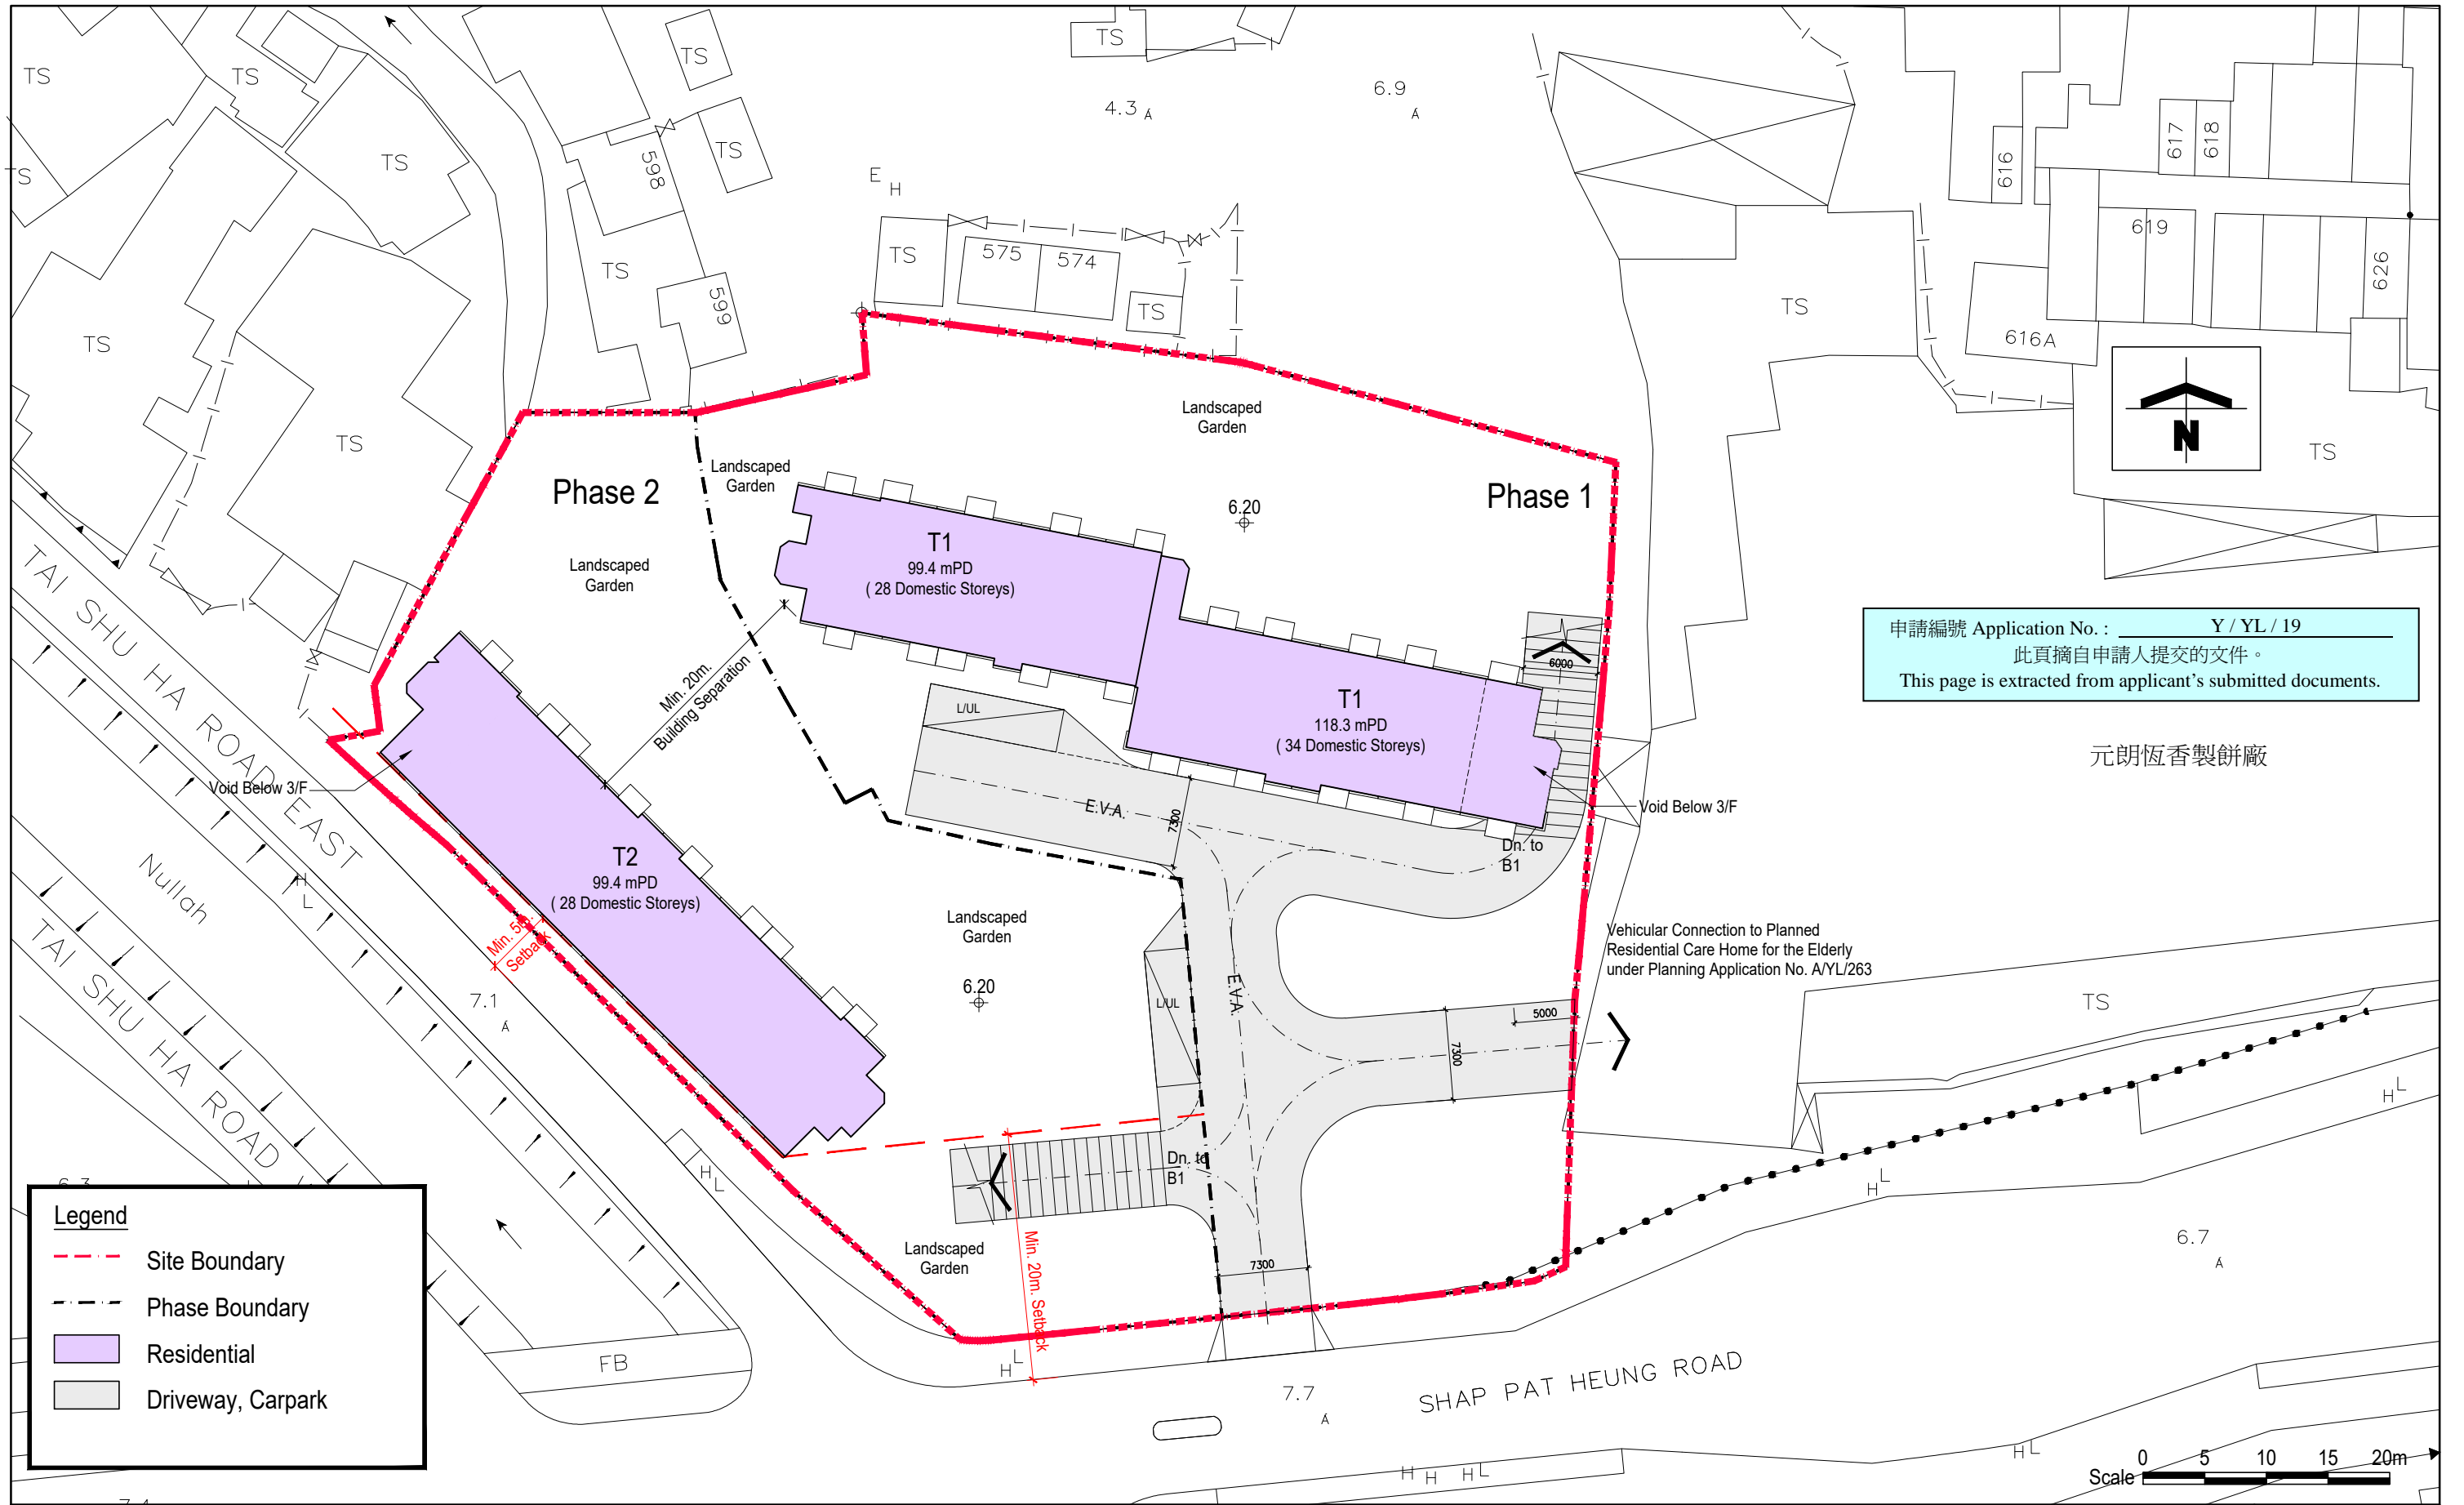 TS
TS
TS
TS
TS
TS
TS
TS
TS
TS
598
599
TS
575
574
TS
4.3
6.9
E
H
TS
616
617
618
619
626
616A
TS
TS
N
Landscaped
Garden
Landscaped
Garden
Phase 2
Phase 1
Landscaped
Garden
6.20
T1
99.4 mPD
( 28 Domestic Storeys)
T1
118.3 mPD
( 34 Domestic Storeys)
6000
Min. 20m.
Building Separation
L/UL
E.V.A.
7300
Void Below 3/F
Void Below 3/F
Dn. to
B1
申請編號 Application No. : Y / YL / 19
此頁摘自申請人提交的文件。
This page is extracted from applicant's submitted documents.
元朗恆香製餅廠
TAI SHU HA ROAD EAST
Nullah
TAI SHU HA ROAD
T2
99.4 mPD
( 28 Domestic Storeys)
H
L
Min. 5m.
Setback
7.1
Landscaped
Garden
6.20
L/UL
E.V.A.
Vehicular Connection to Planned
Residential Care Home for the Elderly
under Planning Application No. A/YL/263
5000
7300
TS
H L
H L
Dn. to
B1
H L
Min. 20m. Setback
Landscaped
Garden
7300
6.7
H L
FB
7.7
SHAP PAT HEUNG ROAD
H L
H H H L
Legend
Site Boundary
Phase Boundary
Residential
Driveway, Carpark
Scale 0 5 10 15 20m